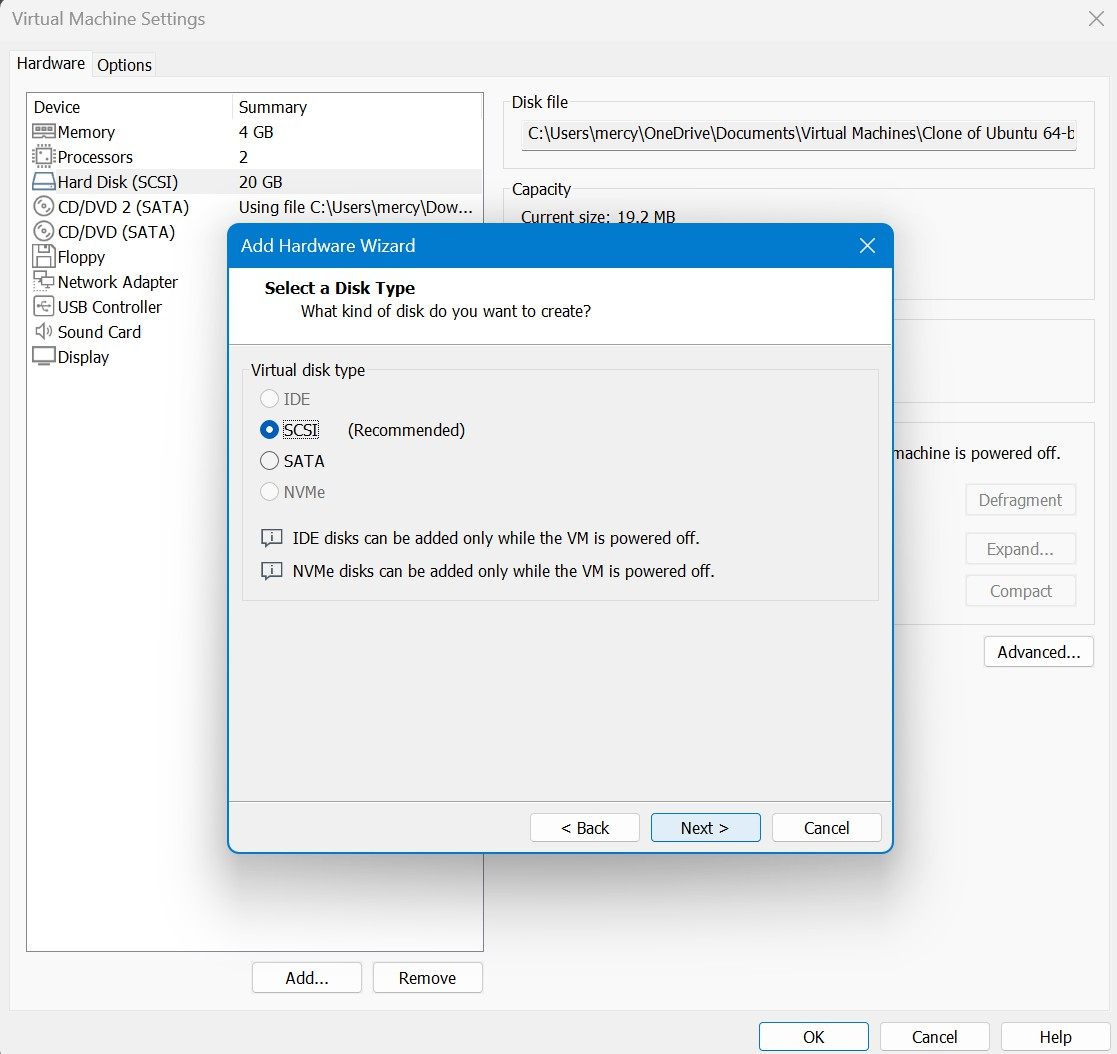 Virtual Machine Settings
Hardware Options
Device Summary
Memory 4 GB
Processors 2
Hard Disk (SCSI) 20 GB
CD/DVD 2 (SATA) Using file C:\Users\mercy\Dow...
CD/DVD (SATA)
Floppy
Network Adapter
USB Controller
Sound Card
Display
Disk file
C:\Users\mercy\OneDrive\Documents\Virtual Machines\Clone of Ubuntu 64-b
Capacity
Current size: 19.2 MB
Add Hardware Wizard
Select a Disk Type
What kind of disk do you want to create?
Virtual disk type
IDE
SCSI (Recommended)
SATA
NVMe
IDE disks can be added only while the VM is powered off.
NVMe disks can be added only while the VM is powered off.
< Back Next > Cancel
machine is powered off.
Defragment
Expand...
Compact
Advanced...
Add... Remove
OK Cancel Help